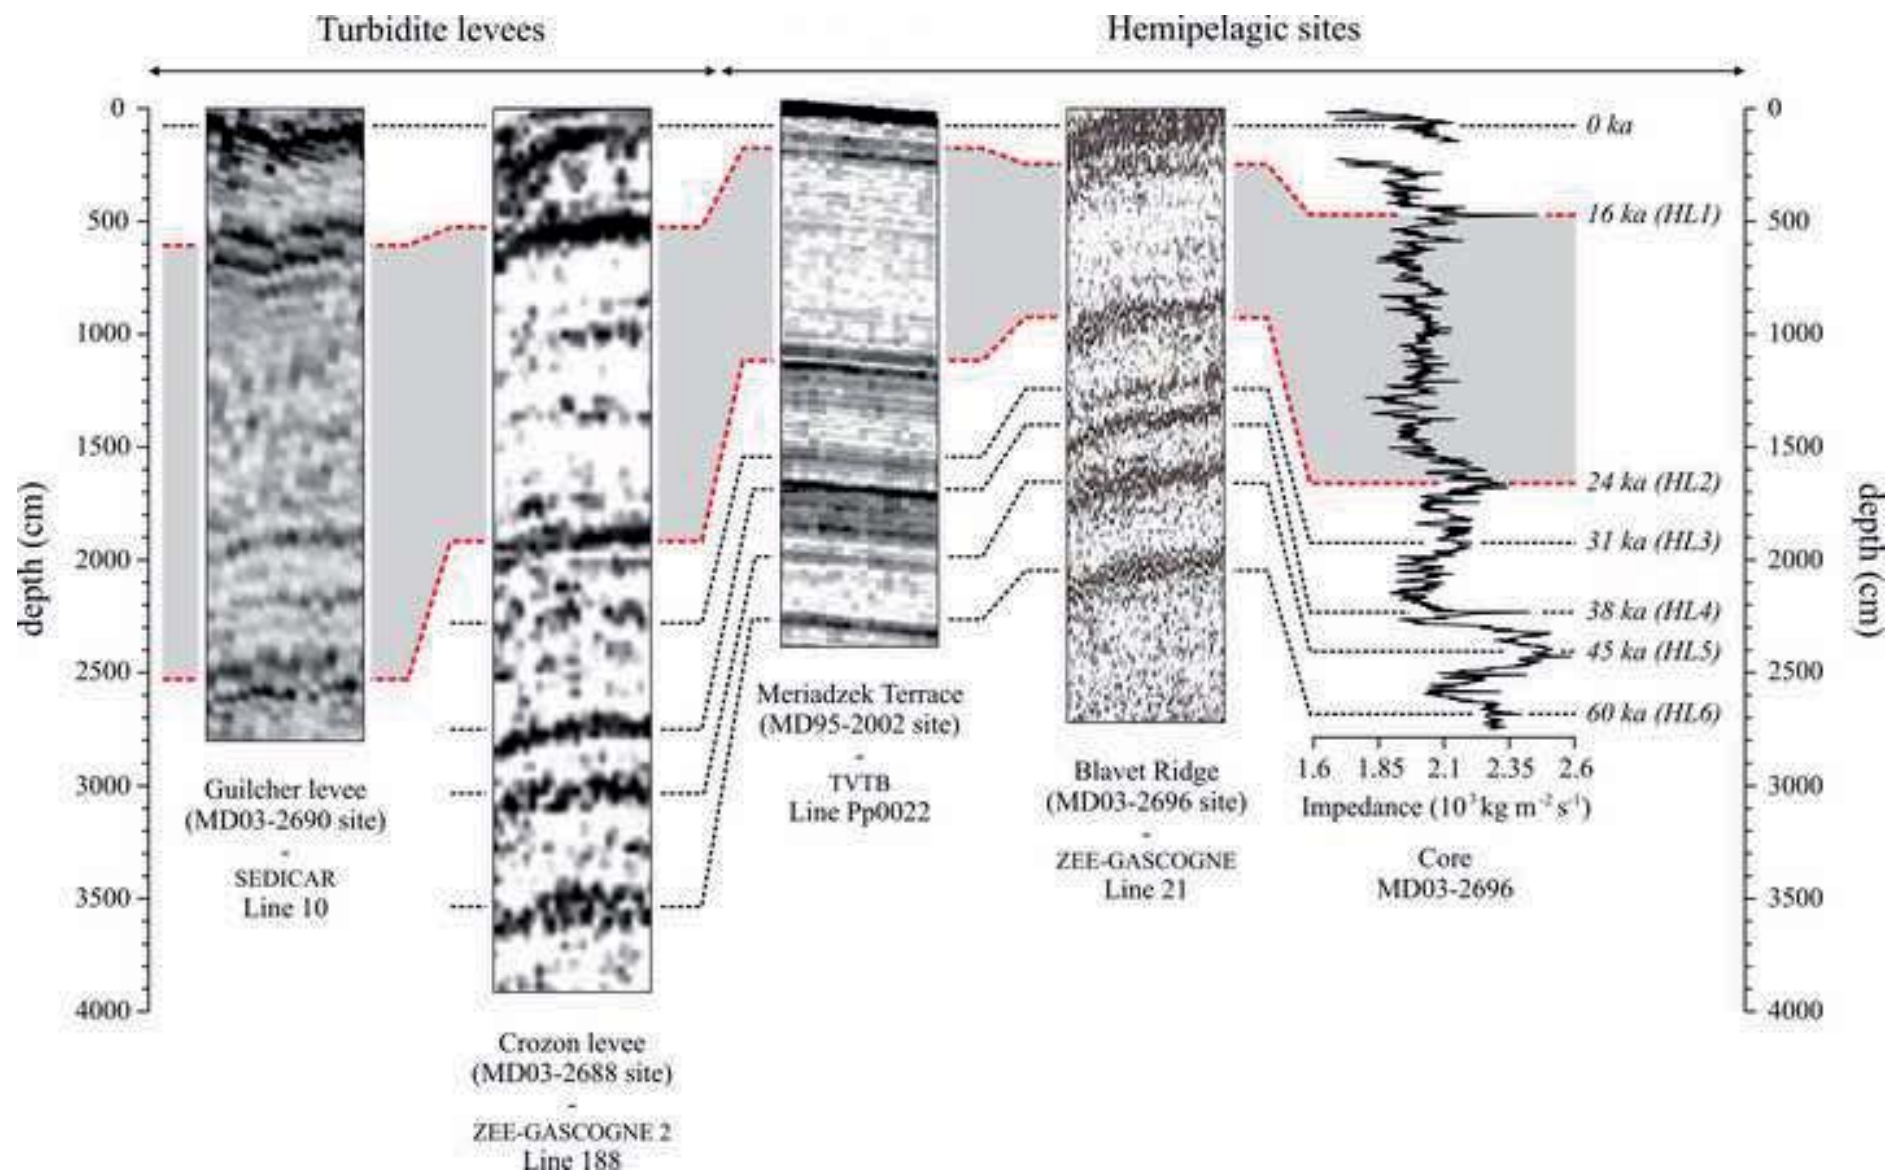 Turbidite levees
Hemipelagic sites
0
500
1000
1500
2000
2500
3000
3500
4000
depth (cm)
0
500
1000
1500
2000
2500
3000
3500
4000
depth (cm)
0 ka
16 ka (HL1)
24 ka (HL2)
31 ka (HL3)
38 ka (HL4)
45 ka (HL5)
60 ka (HL6)
Guilcher levee
(MD03-2690 site)
-
SEDICAR
Line 10
Crozon levee
(MD03-2688 site)
-
ZEE-GASCOGNE 2
Line 188
Meriadzek Terrace
(MD95-2002 site)
-
TVTB
Line Pp0022
Blavet Ridge
(MD03-2696 site)
-
ZEE-GASCOGNE
Line 21
1.6 1.85 2.1 2.35 2.6
Impedance (10³ kg m⁻² s⁻¹)
Core
MD03-2696